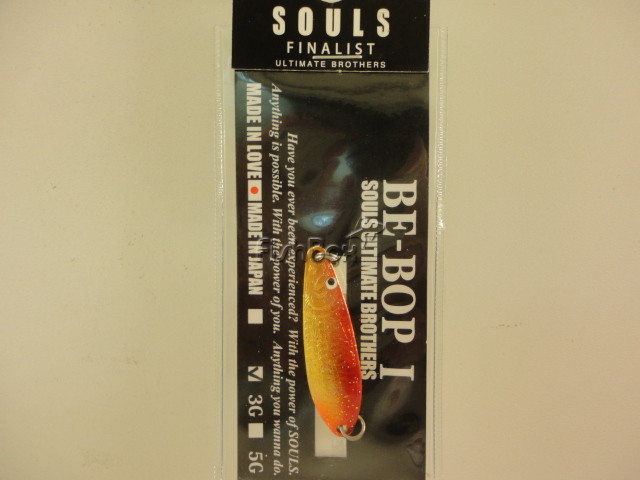 SOULS
FINALIST
ULTIMATE BROTHERS
BE-BOP I
SOULS ULTIMATE BROTHERS
Have you ever been experienced? With the power of SOULS.
Anything is possible. With the power of you. Anything you wanna do.
MADE IN LOVE MADE IN JAPAN
3G 5G